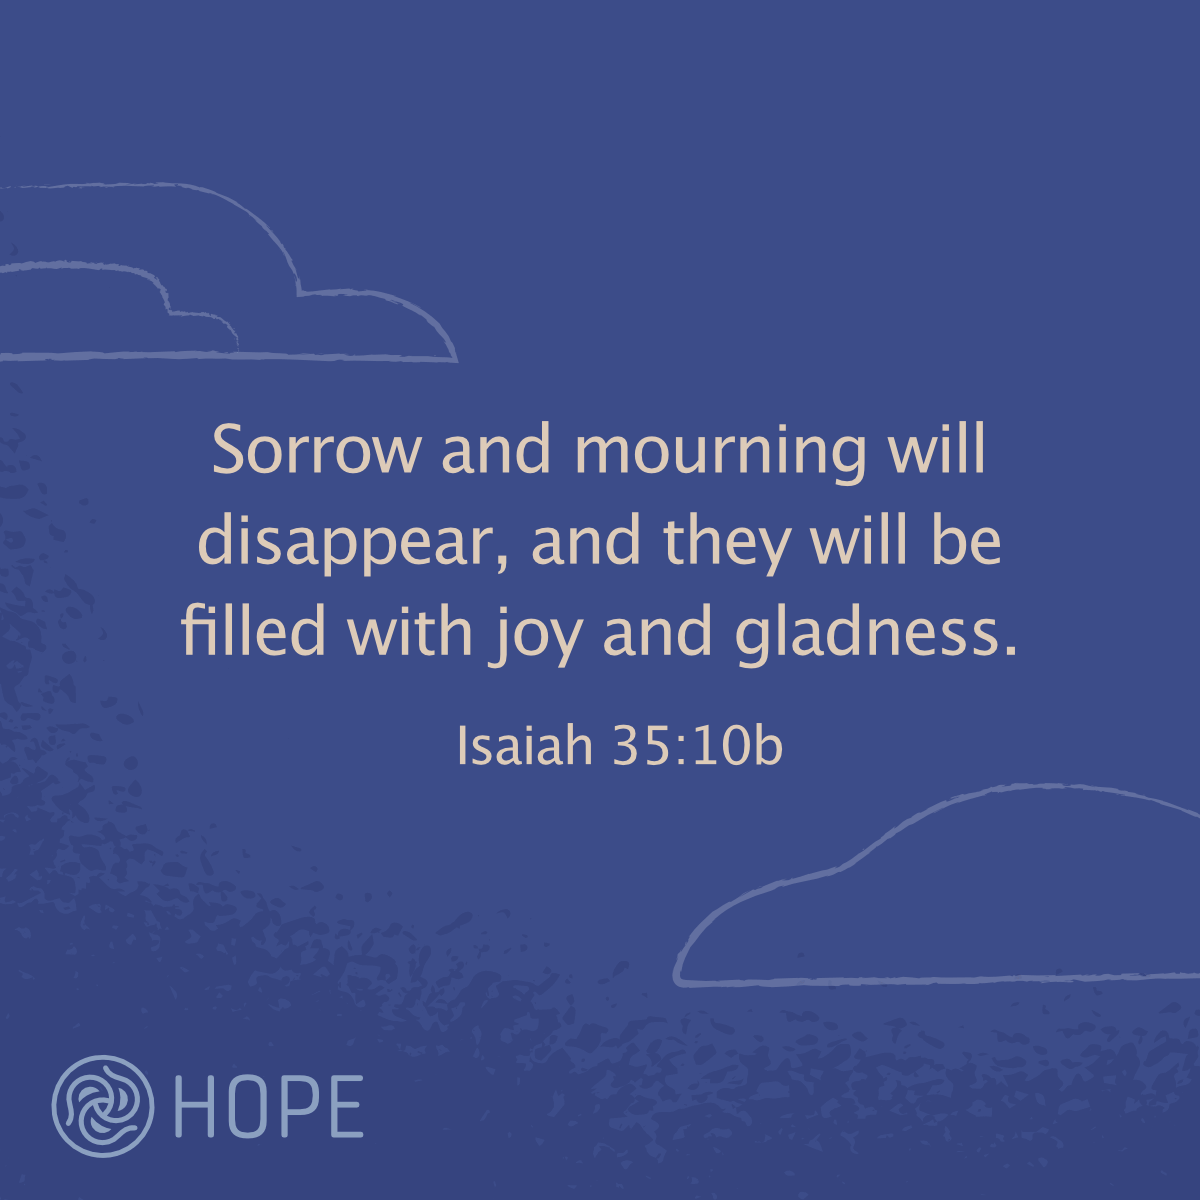 Sorrow and mourning will
disappear, and they will be
filled with joy and gladness.
Isaiah 35:10b
HOPE